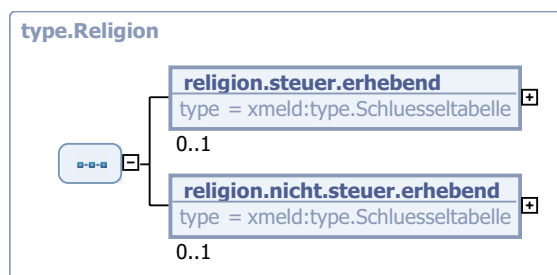 type.Religion
religion.steuer.erhebend
type = xmeld:type.Schluesseltabelle
0..1
religion.nicht.steuer.erhebend
type = xmeld:type.Schluesseltabelle
0..1